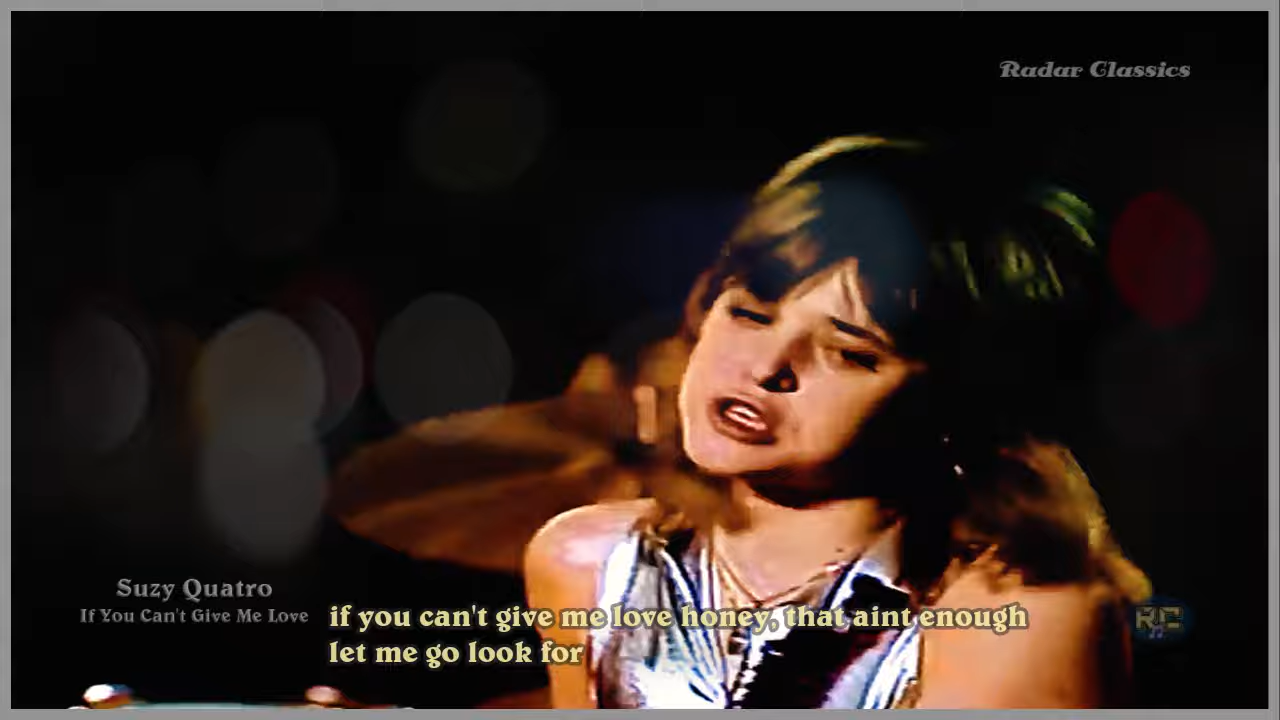 Radar Classics
Suzy Quatro
If You Can't Give Me Love
if you can't give me love honey, that aint enough
let me go look for
RC